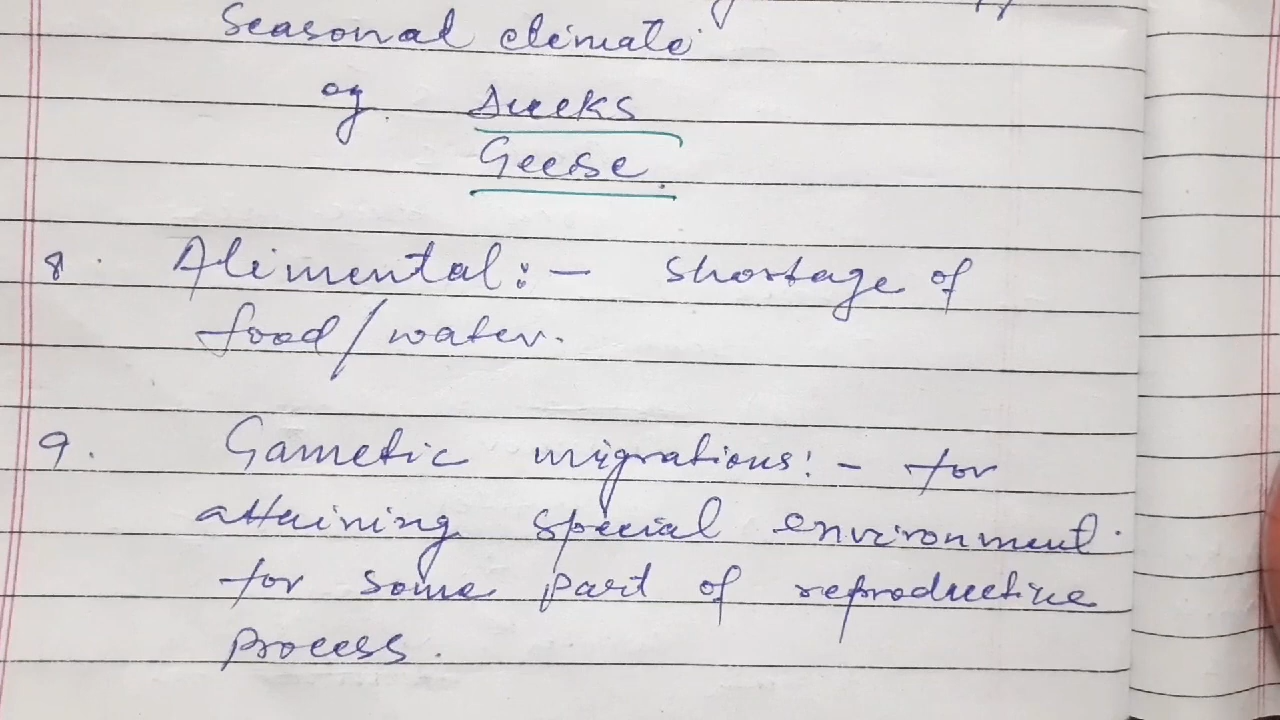 Seasonal climate
eg. Ducks
Geese.
8. Alimental:- shortage of
food/water.
9. Gametic migrations:- for
attaining special environment
for some part of reproductive
process.